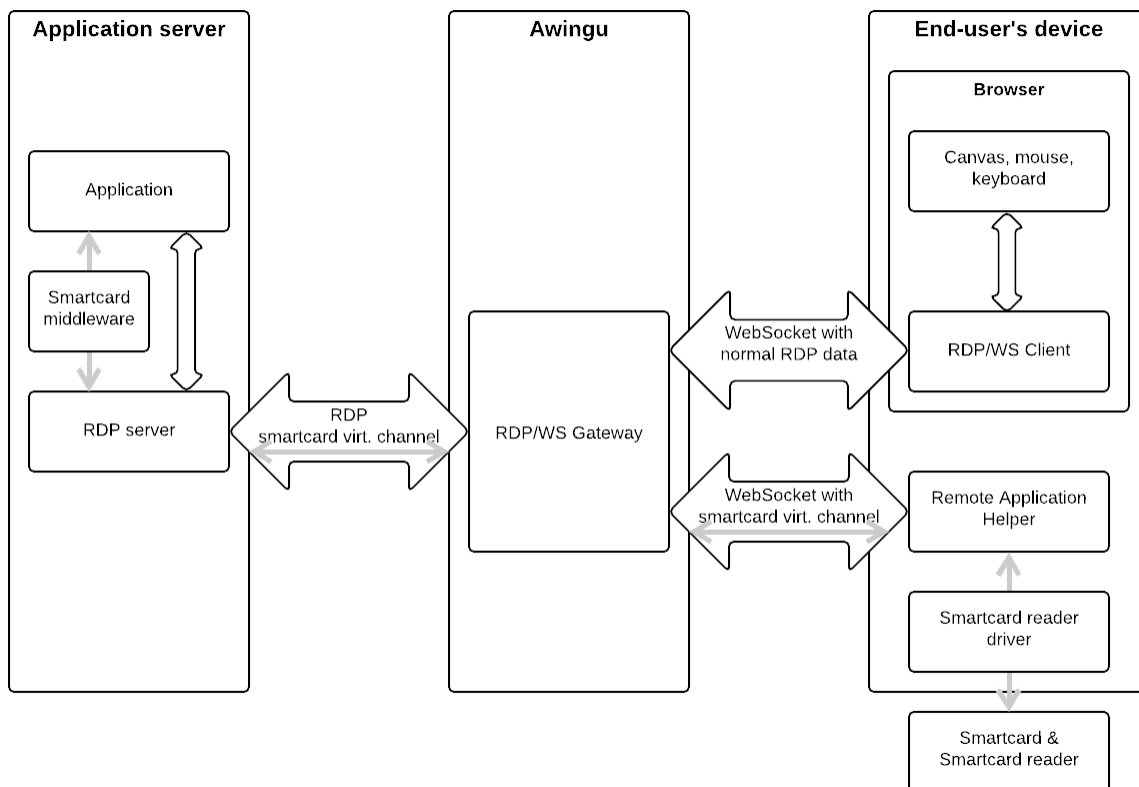 Application server
Application
Smartcard
middleware
RDP server
RDP
smartcard virt. channel
Awingu
RDP/WS Gateway
WebSocket with
normal RDP data
WebSocket with
smartcard virt. channel
End-user's device
Browser
Canvas, mouse,
keyboard
RDP/WS Client
Remote Application
Helper
Smartcard reader
driver
Smartcard &
Smartcard reader